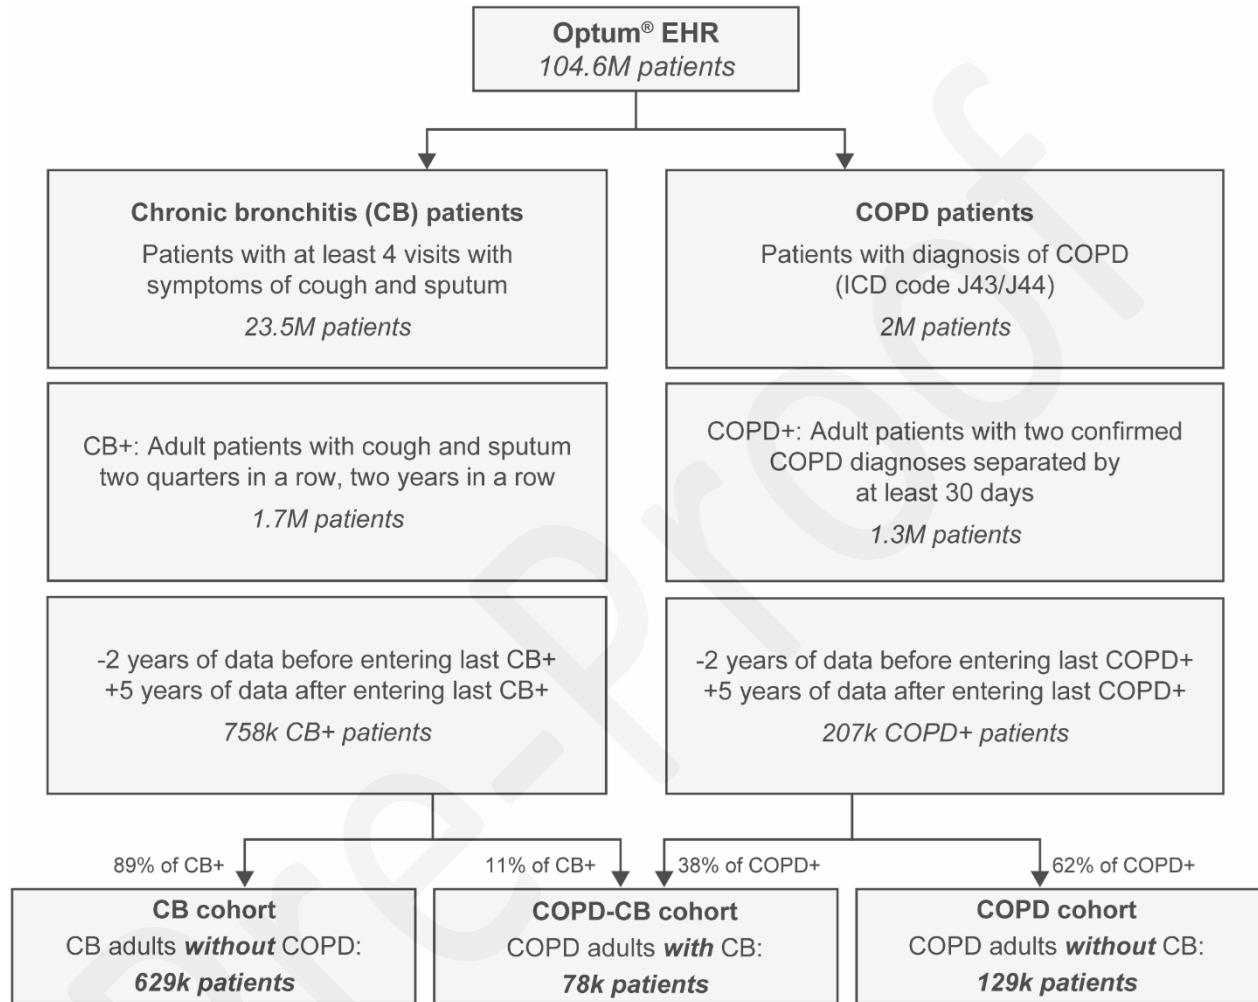 Optum® EHR
104.6M patients
Chronic bronchitis (CB) patients
Patients with at least 4 visits with
symptoms of cough and sputum
23.5M patients
COPD patients
Patients with diagnosis of COPD
(ICD code J43/J44)
2M patients
CB+: Adult patients with cough and sputum
two quarters in a row, two years in a row
1.7M patients
COPD+: Adult patients with two confirmed
COPD diagnoses separated by
at least 30 days
1.3M patients
-2 years of data before entering last CB+
+5 years of data after entering last CB+
758k CB+ patients
-2 years of data before entering last COPD+
+5 years of data after entering last COPD+
207k COPD+ patients
89% of CB+
11% of CB+
38% of COPD+
62% of COPD+
CB cohort
CB adults without COPD:
629k patients
COPD-CB cohort
COPD adults with CB:
78k patients
COPD cohort
COPD adults without CB:
129k patients
Pre-Proof